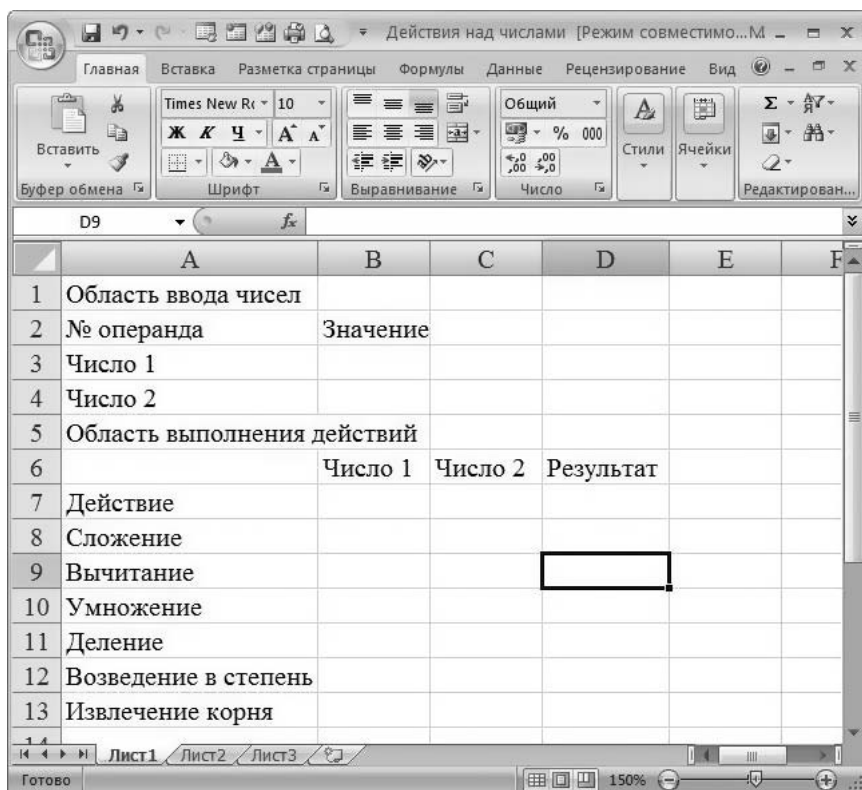 Действия над числами [Режим совместимо...M
Главная Вставка Разметка страницы Формулы Данные Рецензирование Вид
Times New R 10 Общий
Вставить Ж К Ч A A % 000 Стили Ячейки Σ
Буфер обмена Шрифт Выравнивание Число Редактирован...
D9 fx
A B C D E F
1 Область ввода чисел
2 № операнда Значение
3 Число 1
4 Число 2
5 Область выполнения действий
6 Число 1 Число 2 Результат
7 Действие
8 Сложение
9 Вычитание
10 Умножение
11 Деление
12 Возведение в степень
13 Извлечение корня
14
Лист1 Лист2 Лист3
Готово 150%